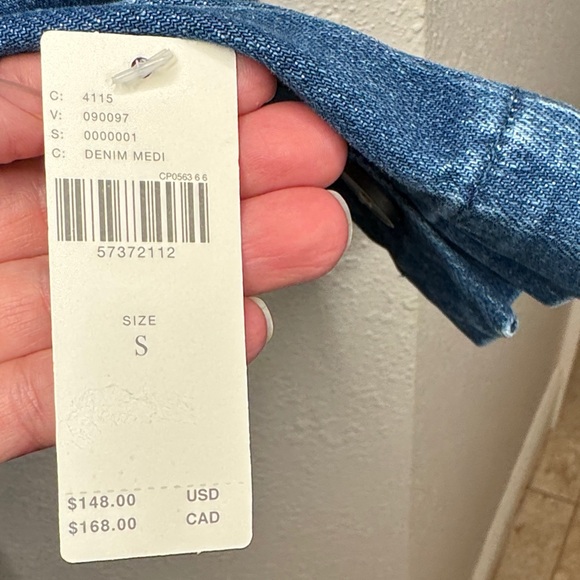 C: 4115
V: 090097
S: 0000001
C: DENIM MEDI
CP0563 6 6
57372112
SIZE
S
$148.00 USD
$168.00 CAD